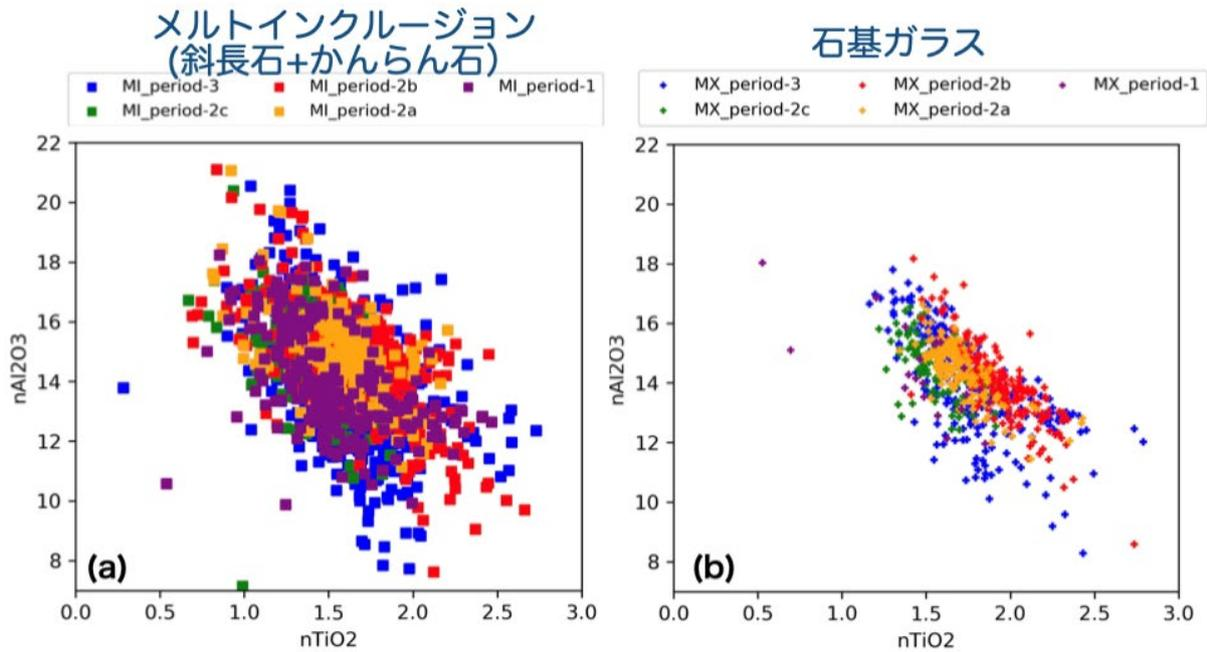 メルトインクルージョン
(斜長石+かんらん石)
石基ガラス
MI_period-3 MI_period-2b MI_period-1
MI_period-2c MI_period-2a
MX_period-3 MX_period-2b MX_period-1
MX_period-2c MX_period-2a
22
20
18
16
14
12
10
8
nAl2O3
(a)
0.0 0.5 1.0 1.5 2.0 2.5 3.0
nTiO2
22
20
18
16
14
12
10
8
nAl2O3
(b)
0.0 0.5 1.0 1.5 2.0 2.5 3.0
nTiO2